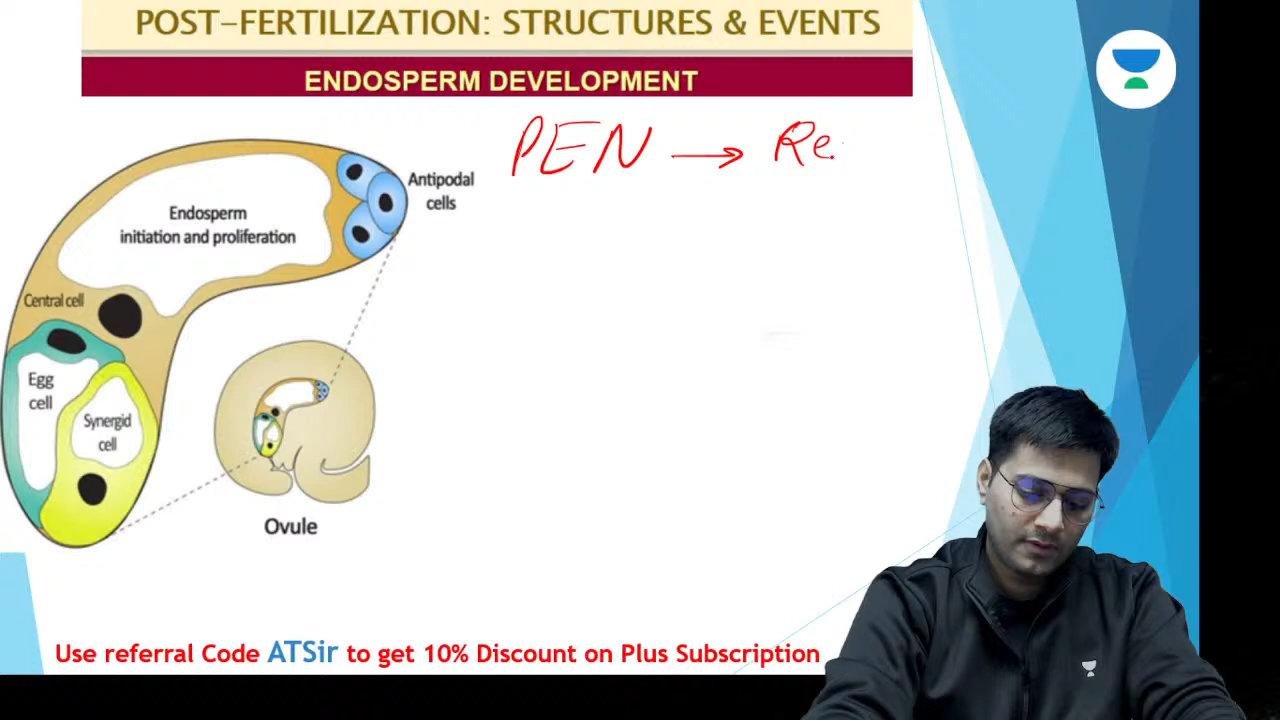 POST-FERTILIZATION: STRUCTURES & EVENTS
ENDOSPERM DEVELOPMENT
PEN → Re
Antipodal
cells
Endosperm
initiation and proliferation
Central cell
Egg
cell
Synergid
cell
Ovule
Use referral Code ATSir to get 10% Discount on Plus Subscription